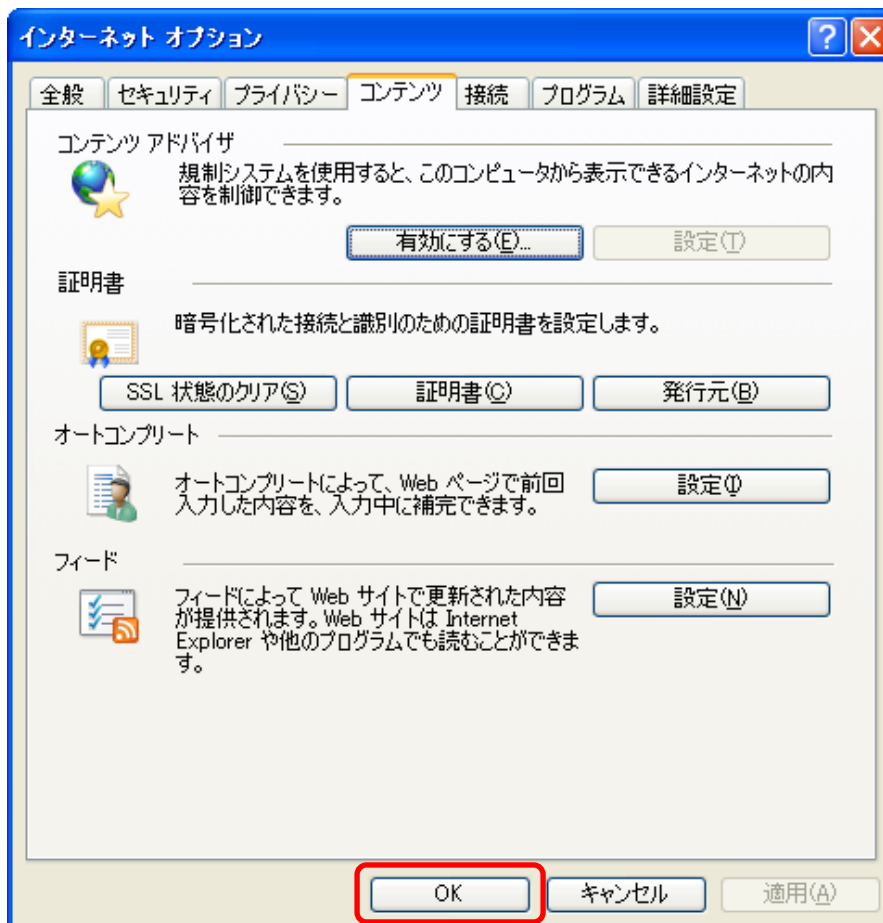 インターネット オプション
全般 セキュリティ プライバシー コンテンツ 接続 プログラム 詳細設定
コンテンツ アドバイザ
規制システムを使用すると、このコンピュータから表示できるインターネットの内
容を制御できます。
有効にする(E)... 設定(T)
証明書
暗号化された接続と識別のための証明書を設定します。
SSL 状態のクリア(S) 証明書(C) 発行元(B)
オートコンプリート
オートコンプリートによって、Web ページで前回
入力した内容を、入力中に補完できます。
設定(I)
フィード
フィードによって Web サイトで更新された内容
が提供されます。Web サイトは Internet
Explorer や他のプログラムでも読むことができま
す。
設定(N)
OK キャンセル 適用(A)